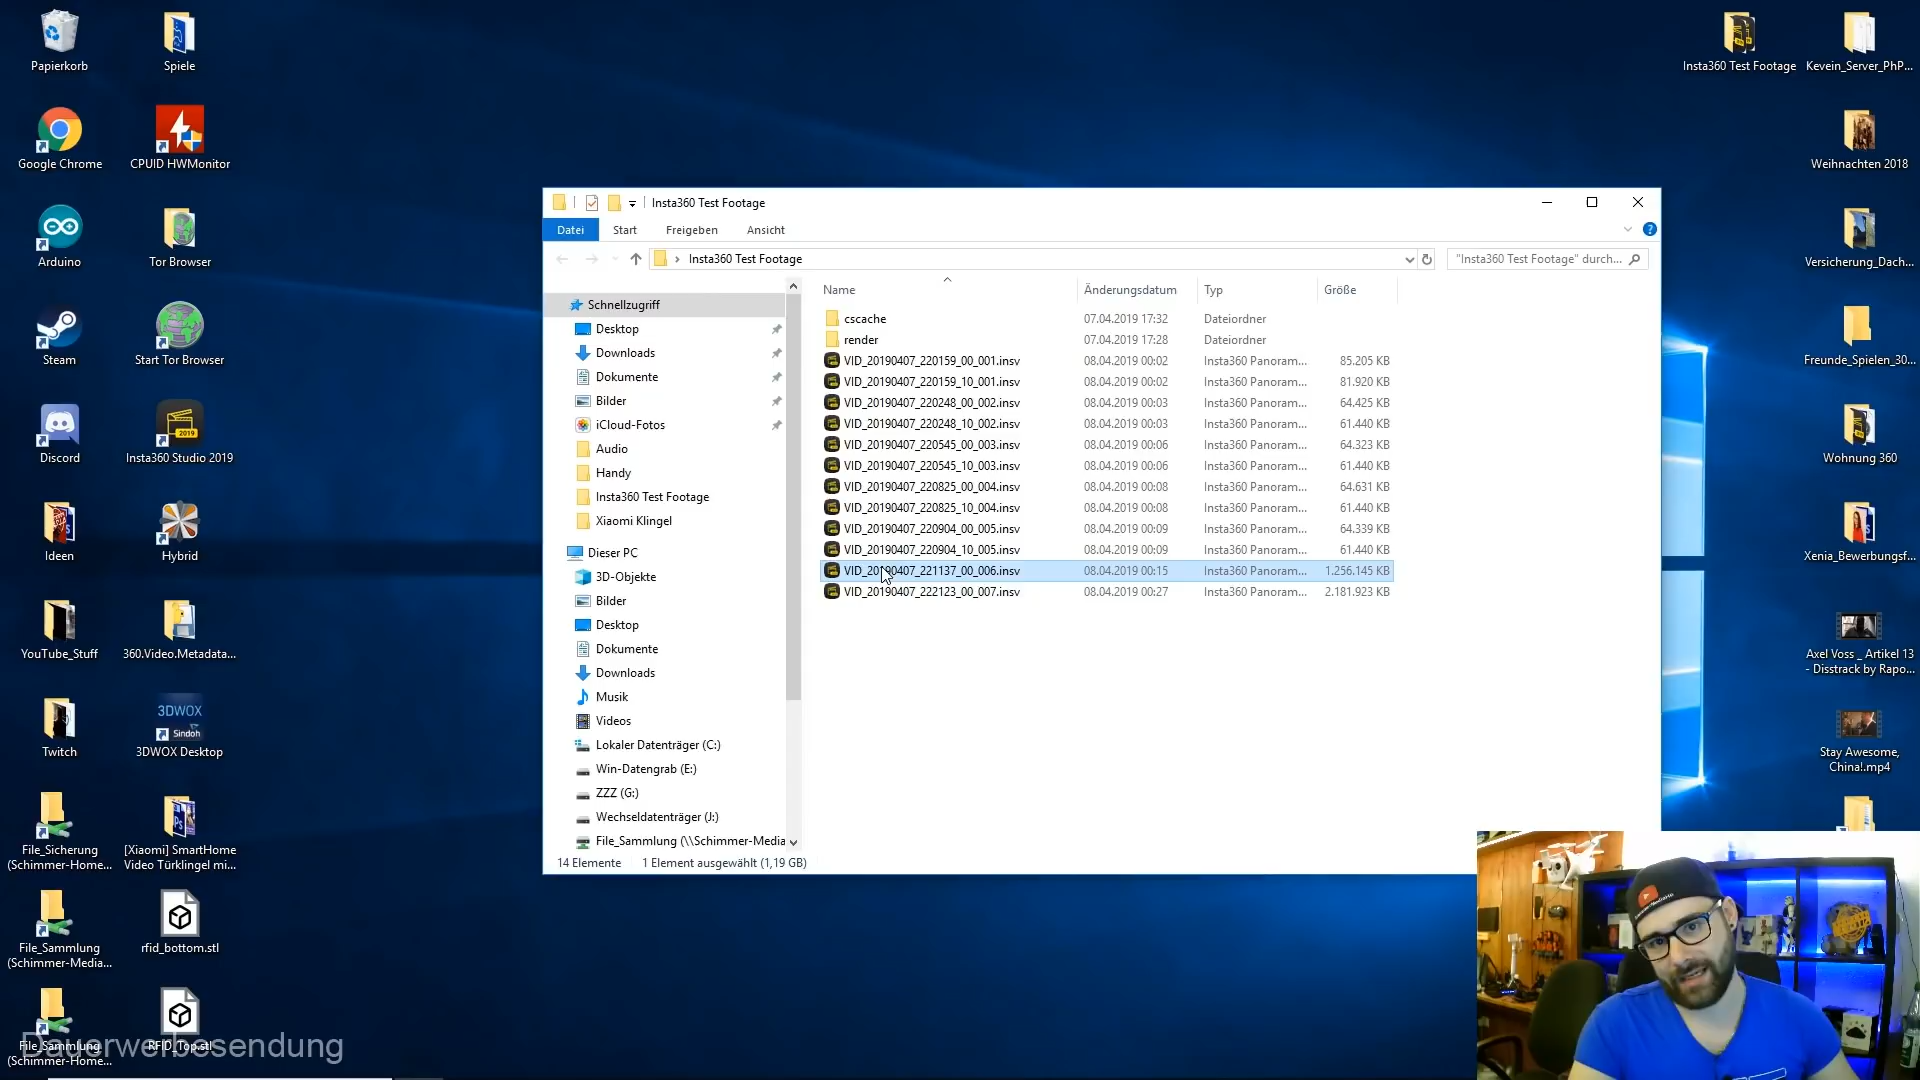 Papierkorb
Spiele
Google Chrome
CPUID HWMonitor
Arduino
Tor Browser
Steam
Start Tor Browser
Discord
2019
Insta360 Studio 2019
Ideen
Hybrid
YouTube_Stuff
360.Video.Metadata...
Twitch
3DWOX
Sindoh
3DWOX Desktop
File_Sicherung
(Schimmer-Home...
[Xiaomi] SmartHome
Video Türklingel mi...
File_Sammlung
(Schimmer-Media...
rfid_bottom.stl
File_Sammlung
(Schimmer-Home...
RFID_Top.stl
Dauerwerbesendung
Insta360 Test Footage
Datei
Start
Freigeben
Ansicht
Insta360 Test Footage
"Insta360 Test Footage" durch...
Schnellzugriff
Desktop
Downloads
Dokumente
Bilder
iCloud-Fotos
Audio
Handy
Insta360 Test Footage
Xiaomi Klingel
Dieser PC
3D-Objekte
Bilder
Desktop
Dokumente
Downloads
Musik
Videos
Lokaler Datenträger (C:)
Win-Datengrab (E:)
ZZZ (G:)
Wechseldatenträger (J:)
File_Sammlung (\\Schimmer-Media
Name Änderungsdatum Typ Größe
cscache 07.04.2019 17:32 Dateiordner
render 07.04.2019 17:28 Dateiordner
VID_20190407_220159_00_001.insv 08.04.2019 00:02 Insta360 Panoram... 85.205 KB
VID_20190407_220159_10_001.insv 08.04.2019 00:02 Insta360 Panoram... 81.920 KB
VID_20190407_220248_00_002.insv 08.04.2019 00:03 Insta360 Panoram... 64.425 KB
VID_20190407_220248_10_002.insv 08.04.2019 00:03 Insta360 Panoram... 61.440 KB
VID_20190407_220545_00_003.insv 08.04.2019 00:06 Insta360 Panoram... 64.323 KB
VID_20190407_220545_10_003.insv 08.04.2019 00:06 Insta360 Panoram... 61.440 KB
VID_20190407_220825_00_004.insv 08.04.2019 00:08 Insta360 Panoram... 64.631 KB
VID_20190407_220825_10_004.insv 08.04.2019 00:08 Insta360 Panoram... 61.440 KB
VID_20190407_220904_00_005.insv 08.04.2019 00:09 Insta360 Panoram... 64.339 KB
VID_20190407_220904_10_005.insv 08.04.2019 00:09 Insta360 Panoram... 61.440 KB
VID_20190407_221137_00_006.insv 08.04.2019 00:15 Insta360 Panoram... 1.256.145 KB
VID_20190407_222123_00_007.insv 08.04.2019 00:27 Insta360 Panoram... 2.181.923 KB
14 Elemente 1 Element ausgewählt (1,19 GB)
Insta360 Test Footage
Kevein_Server_PhP...
Weihnachten 2018
Versicherung_Dach...
Freunde_Spielen_30...
Wohnung 360
Xenia_Bewerbungsf...
Axel Voss _ Artikel 13
- Disstrack by Rapo...
Stay Awesome,
China!.mp4